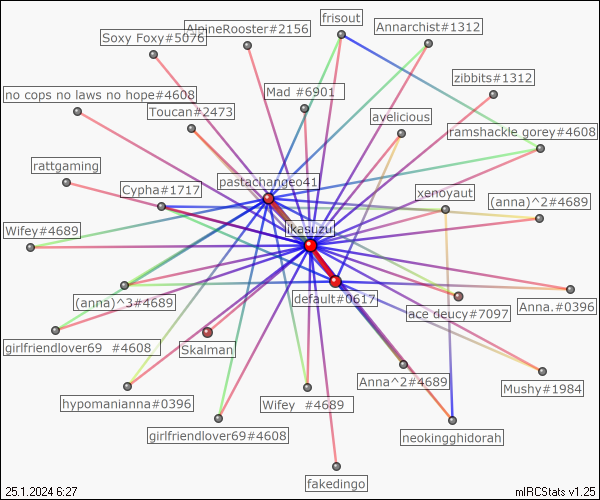 frisout
AlpineRooster#2156
Annarchist#1312
Soxy Foxy#5076
zibbits#1312
no cops no laws no hope#4608
Mad #6901
Toucan#2473
avelicious
ramshackle gorey#4608
rattgaming
pastachangeo41
Cypha#1717
xenoyaut
(anna)^2#4689
Wifey#4689
ikasuzu
(anna)^3#4689
default#0617
Anna.#0396
ace deucy#7097
girlfriendlover69 #4608
Skalman
Anna^2#4689
Mushy#1984
hypomanianna#0396
Wifey #4689
girlfriendlover69#4608
neokingghidorah
fakedingo
25.1.2024 6:27
mIRCStats v1.25